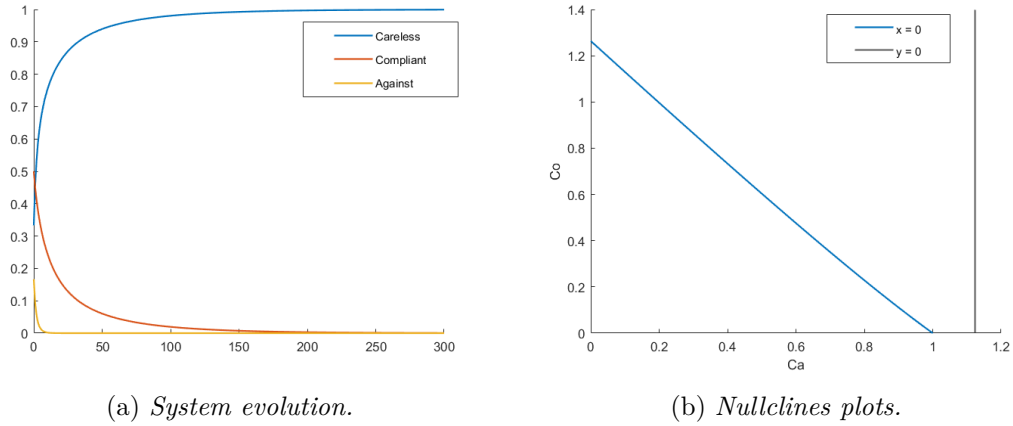 1
0.9
0.8
0.7
0.6
0.5
0.4
0.3
0.2
0.1
0
0 50 100 150 200 250 300
Careless
Compliant
Against
(a) System evolution.
1.4
1.2
1
0.8
0.6
0.4
0.2
0
Co
0 0.2 0.4 0.6 0.8 1 1.2
Ca
x = 0
y = 0
(b) Nullclines plots.